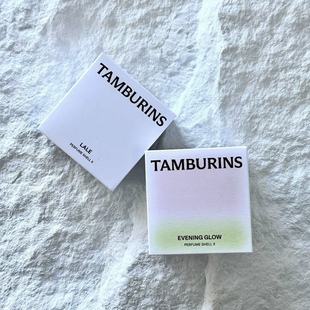 TAMBURINS
LALE
PERFUME SHELL X
TAMBURINS
EVENING GLOW
PERFUME SHELL X